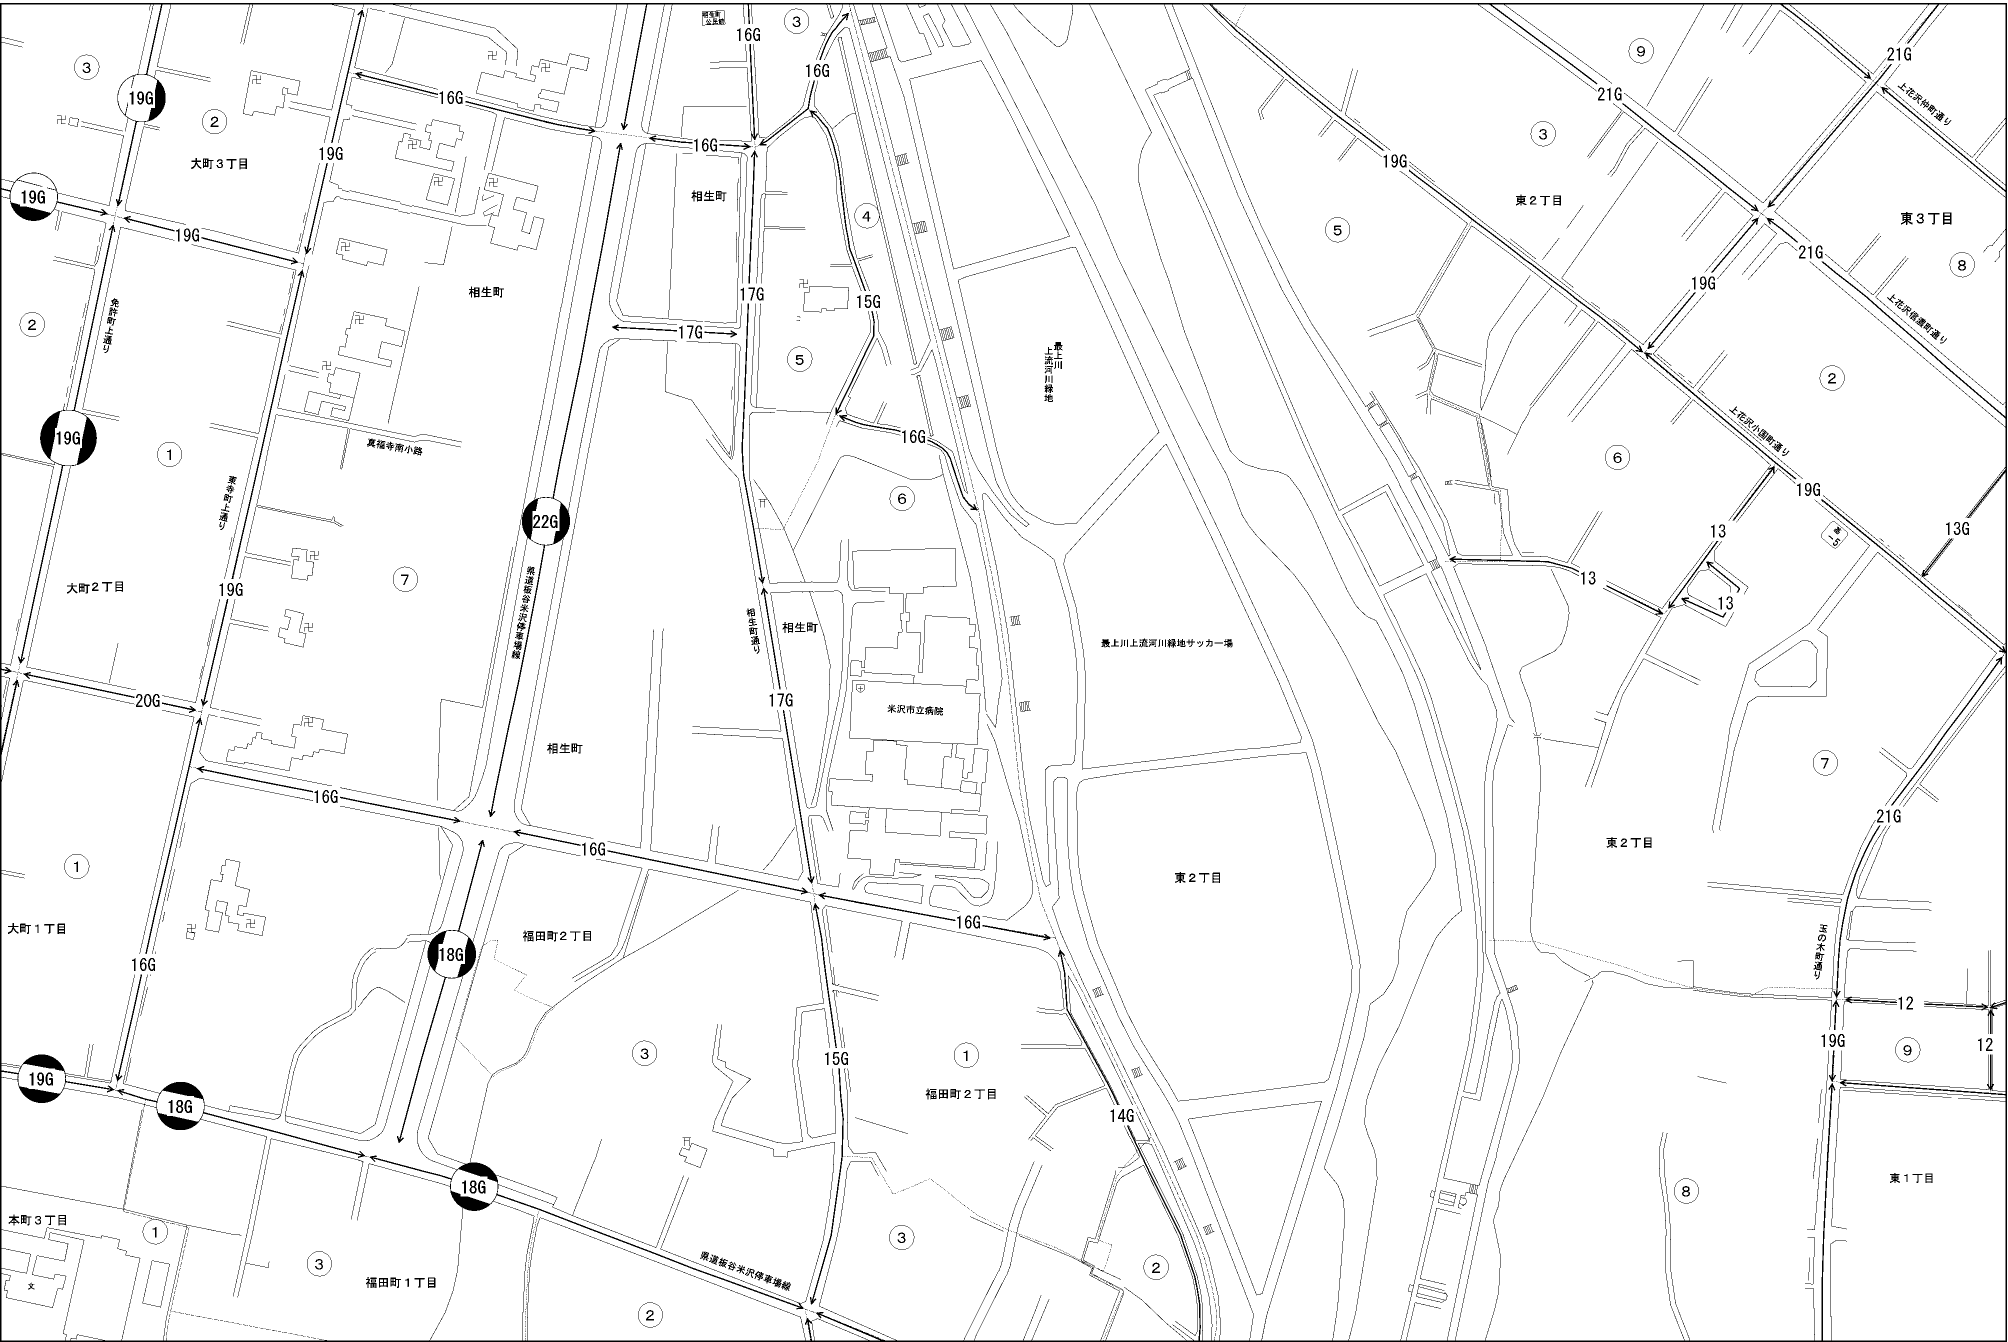 相生町
公民館
3
16G
3
16G
9
21G
3
19G
16G
21G
上花沢仲町通り
2
16G
19G
大町3丁目
3
19G
16G
相生町
東2丁目
4
5
東3丁目
19G
19G
21G
8
19G
相生町
17G
15G
免許町上通り
上花沢信濃町通り
2
17G
5
最上川
上流河川緑地
2
19G
16G
上花沢小国町通り
真福寺南小路
1
6
東寺町上通り
6
19G
22G
13
13G
7
13
13
大町2丁目
19G
県道板谷米沢停車場線
相生町通り
相生町
最上川上流河川緑地サッカー場
20G
17G
米沢市立病院
相生町
7
16G
21G
東2丁目
16G
1
東2丁目
大町1丁目
16G
福田町2丁目
18G
16G
玉の木町通り
12
19G
12
9
3
15G
1
19G
18G
福田町2丁目
14G
18G
8
東1丁目
本町3丁目
1
3
3
2
福田町1丁目
県道板谷米沢停車場線
文
2